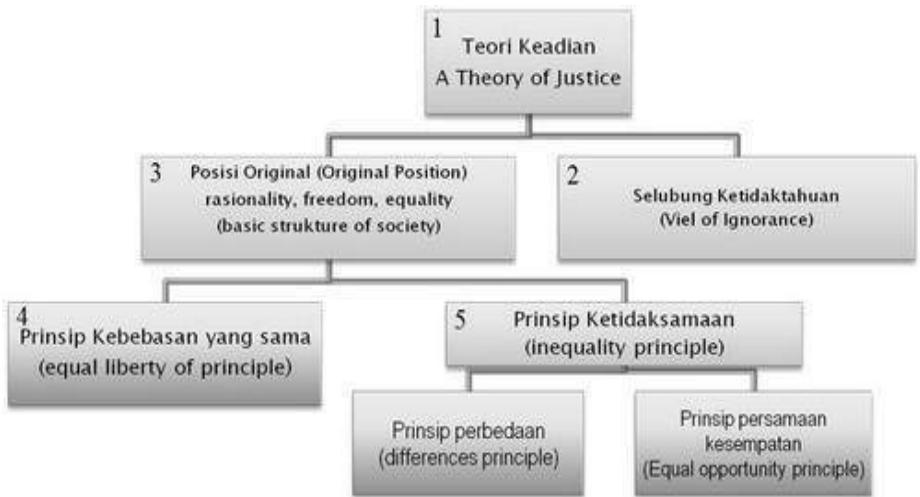 1
Teori Keadian
A Theory of Justice
3
Posisi Original (Original Position)
rasionality, freedom, equality
(basic strukture of society)
2
Selubung Ketidaktahuan
(Viel of Ignorance)
4
Prinsip Kebebasan yang sama
(equal liberty of principle)
5
Prinsip Ketidaksamaan
(inequality principle)
Prinsip perbedaan
(differences principle)
Prinsip persamaan
kesempatan
(Equal opportunity principle)